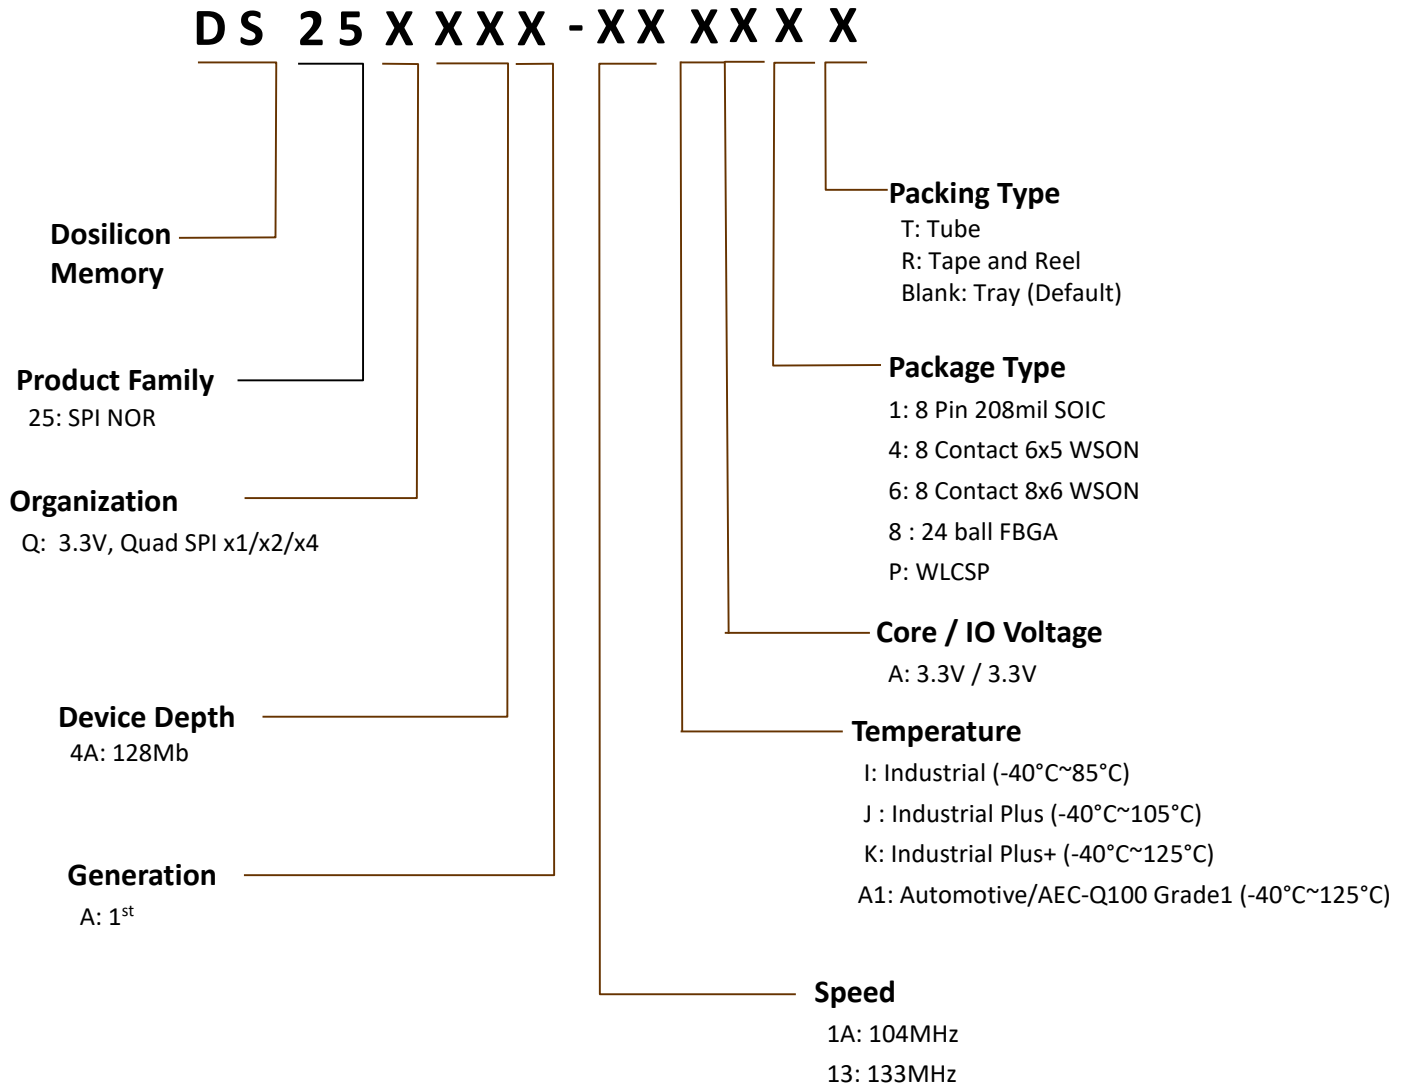 DS 25 X XXX - XX XX X X
Dosilicon
Memory
Product Family
25: SPI NOR
Organization
Q: 3.3V, Quad SPI x1/x2/x4
Device Depth
4A: 128Mb
Generation
A: 1st
Packing Type
T: Tube
R: Tape and Reel
Blank: Tray (Default)
Package Type
1: 8 Pin 208mil SOIC
4: 8 Contact 6x5 WSON
6: 8 Contact 8x6 WSON
8 : 24 ball FBGA
P: WLCSP
Core / IO Voltage
A: 3.3V / 3.3V
Temperature
I: Industrial (-40°C~85°C)
J : Industrial Plus (-40°C~105°C)
K: Industrial Plus+ (-40°C~125°C)
A1: Automotive/AEC-Q100 Grade1 (-40°C~125°C)
Speed
1A: 104MHz
13: 133MHz